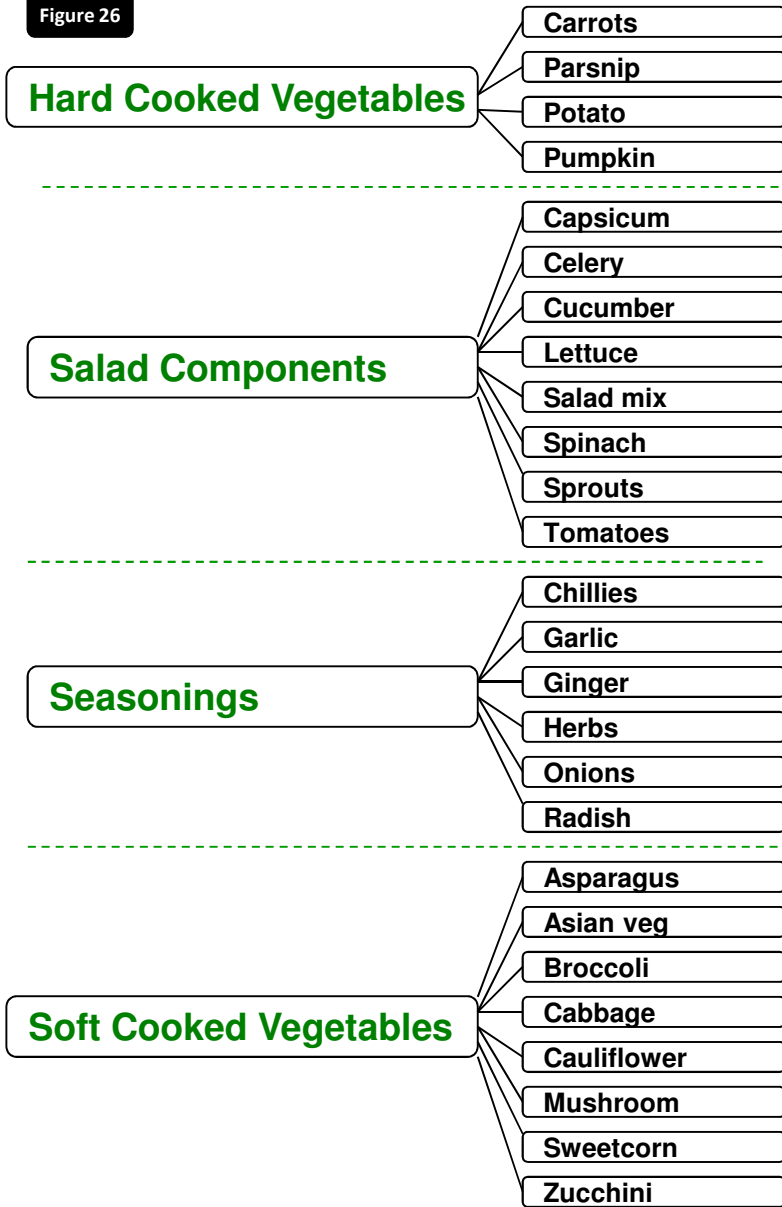 Figure 26
Hard Cooked Vegetables
Carrots
Parsnip
Potato
Pumpkin
Salad Components
Capsicum
Celery
Cucumber
Lettuce
Salad mix
Spinach
Sprouts
Tomatoes
Seasonings
Chillies
Garlic
Ginger
Herbs
Onions
Radish
Soft Cooked Vegetables
Asparagus
Asian veg
Broccoli
Cabbage
Cauliflower
Mushroom
Sweetcorn
Zucchini